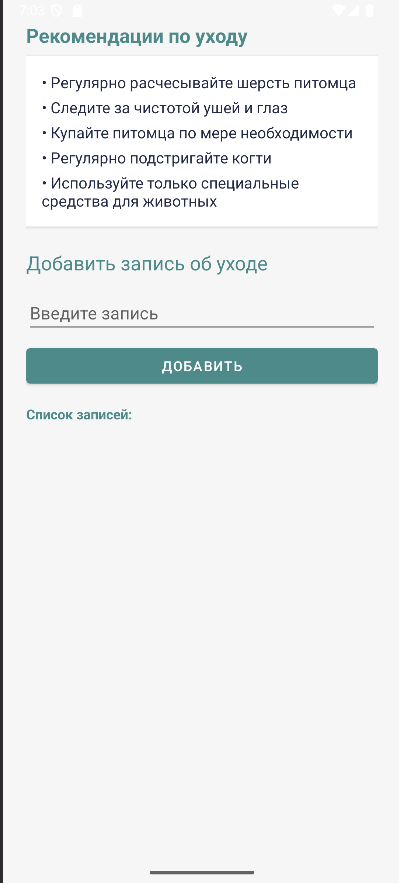 7:03
Рекомендации по уходу
• Регулярно расчесывайте шерсть питомца
• Следите за чистотой ушей и глаз
• Купайте питомца по мере необходимости
• Регулярно подстригайте когти
• Используйте только специальные
средства для животных
Добавить запись об уходе
Введите запись
ДОБАВИТЬ
Список записей: